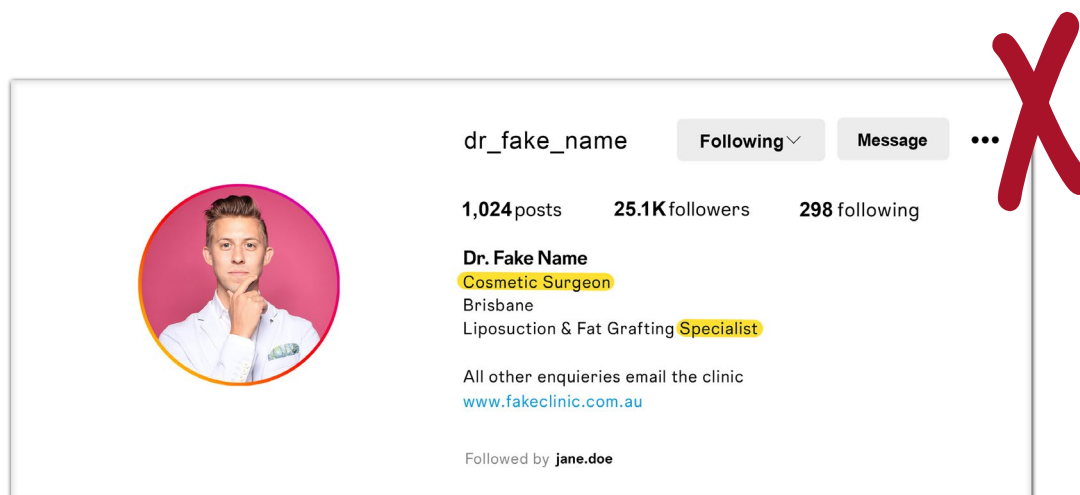 dr_fake_name Following Message •••
1,024 posts 25.1K followers 298 following
Dr. Fake Name
Cosmetic Surgeon
Brisbane
Liposuction & Fat Grafting Specialist
All other enquieries email the clinic
www.fakeclinic.com.au
Followed by jane.doe